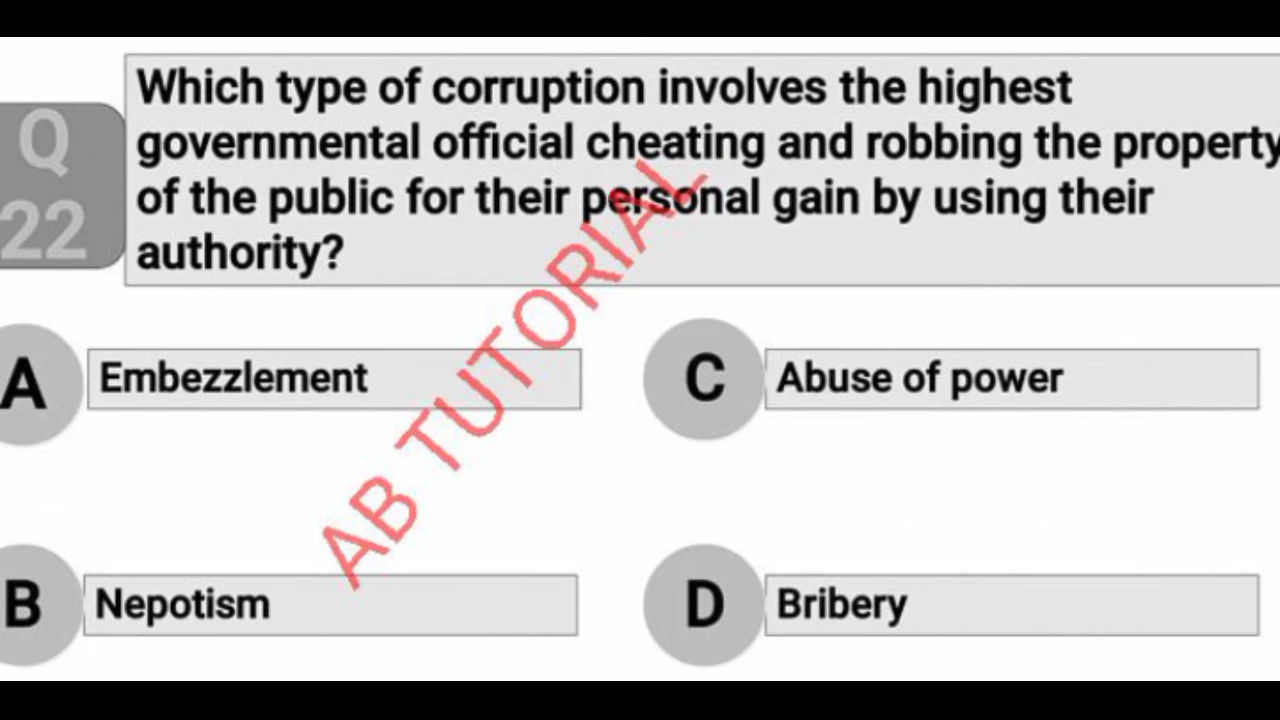 Q
22
Which type of corruption involves the highest
governmental official cheating and robbing the property
of the public for their personal gain by using their
authority?
A Embezzlement
C Abuse of power
B Nepotism
D Bribery
AB TUTORIAL